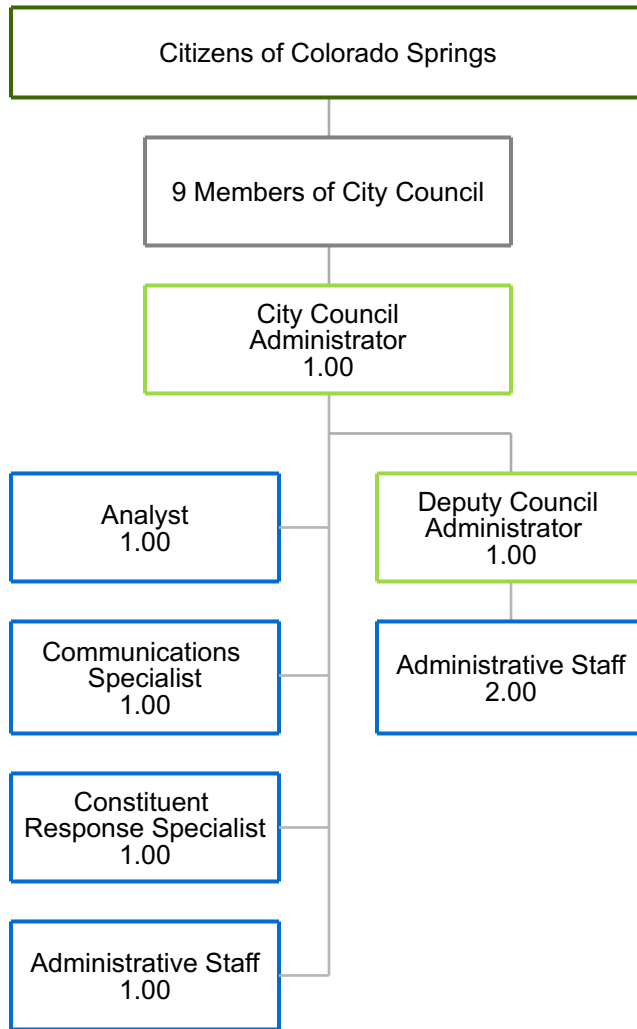 Citizens of Colorado Springs
9 Members of City Council
City Council
Administrator
1.00
Analyst
1.00
Deputy Council
Administrator
1.00
Communications
Specialist
1.00
Administrative Staff
2.00
Constituent
Response Specialist
1.00
Administrative Staff
1.00